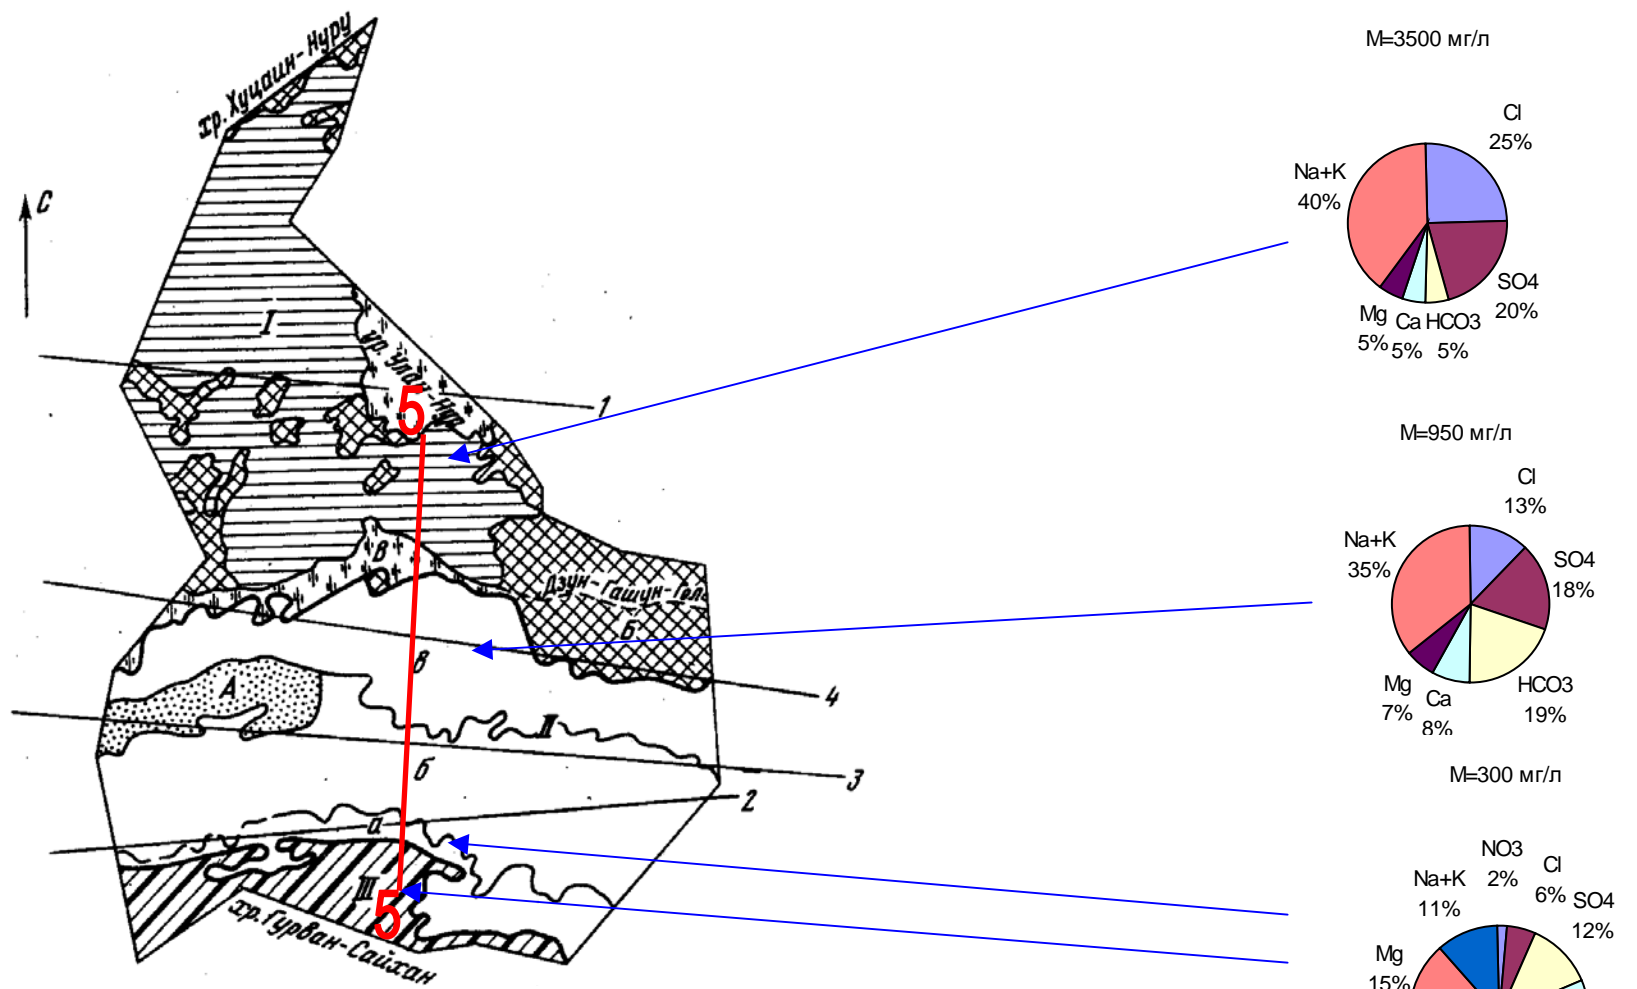 хр. Хуцаин-Нуру
С
I
ур. Улан-Нур
5
1
В
Дзун-Гашун-Гол
Б
в
4
А
II
б
3
2
а
III
5
хр. Гурван-Сайхан
М=3500 мг/л
Cl
25%
Na+K
40%
SO4
20%
Mg
5%
Ca
5%
HCO3
5%
М=950 мг/л
Cl
13%
Na+K
35%
SO4
18%
Mg
7%
Ca
8%
HCO3
19%
М=300 мг/л
NO3
2%
Cl
6%
Na+K
11%
SO4
12%
Mg
15%